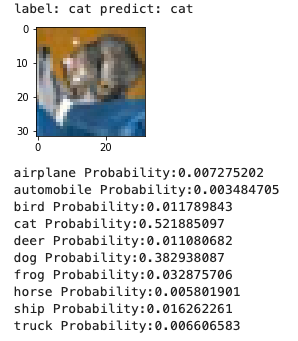 label: cat predict: cat
0
10
20
30
0
20
airplane Probability:0.007275202
automobile Probability:0.003484705
bird Probability:0.011789843
cat Probability:0.521885097
deer Probability:0.011080682
dog Probability:0.382938087
frog Probability:0.032875706
horse Probability:0.005801901
ship Probability:0.016262261
truck Probability:0.006606583